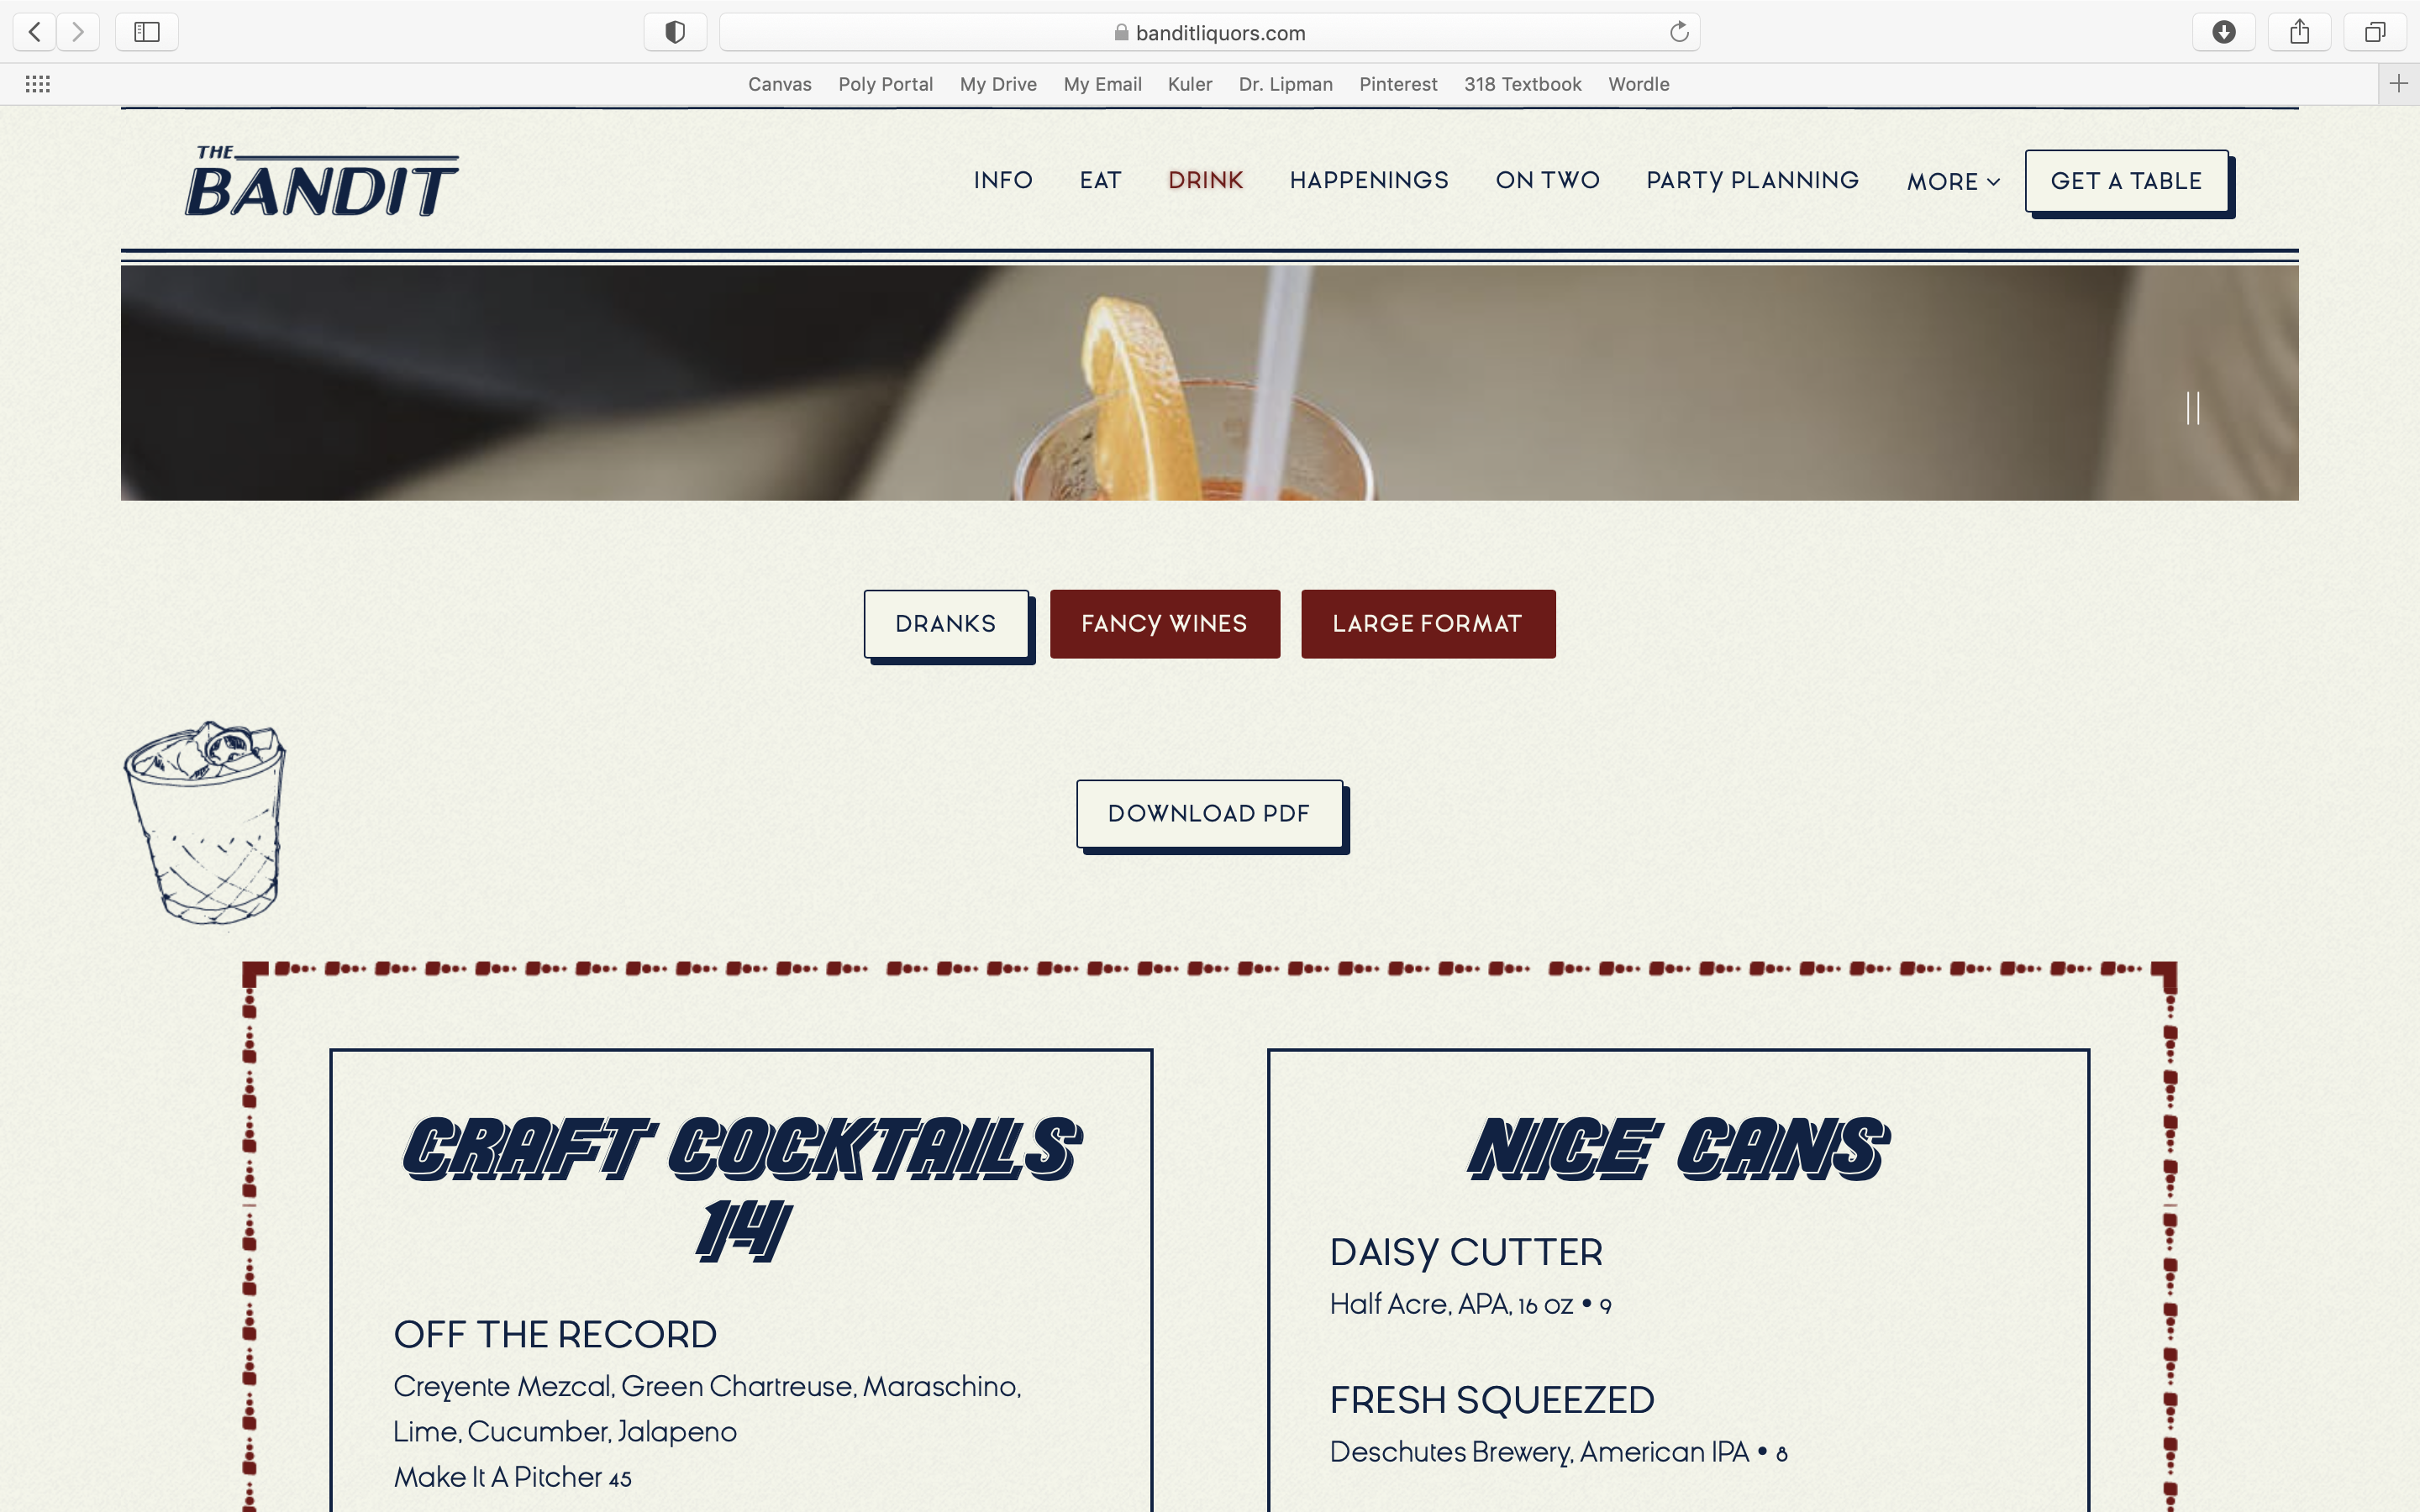 banditliquors.com
Canvas Poly Portal My Drive My Email Kuler Dr. Lipman Pinterest 318 Textbook Wordle
THE
BANDIT
INFO EAT DRINK HAPPENINGS ON TWO PARTY PLANNING MORE GET A TABLE
DRANKS FANCY WINES LARGE FORMAT
DOWNLOAD PDF
CRAFT COCKTAILS
14
OFF THE RECORD
Creyente Mezcal, Green Chartreuse, Maraschino,
Lime, Cucumber, Jalapeno
Make It A Pitcher 45
NICE CANS
DAISY CUTTER
Half Acre, APA, 16 oz • 9
FRESH SQUEEZED
Deschutes Brewery, American IPA • 8